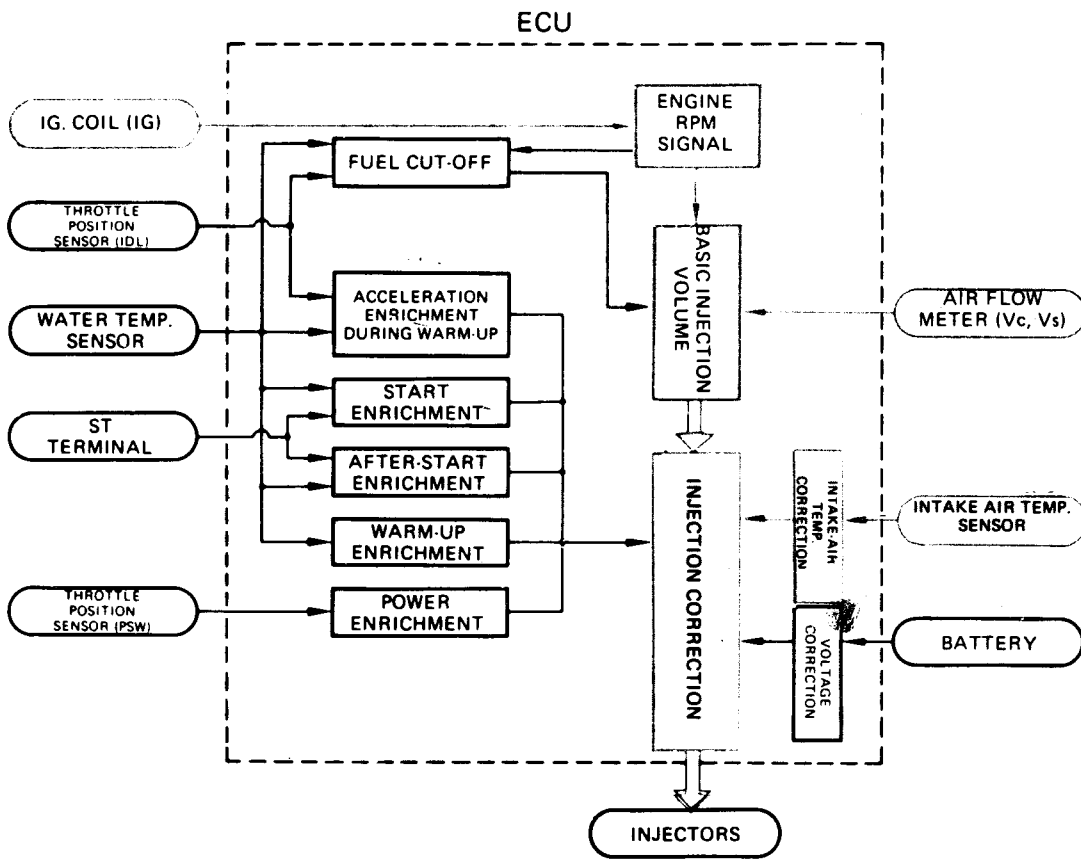 ECU
IG. COIL (IG)
ENGINE
RPM
SIGNAL
FUEL CUT-OFF
THROTTLE
POSITION
SENSOR (IDL)
BASIC INJECTION
VOLUME
ACCELERATION
ENRICHMENT
DURING WARM-UP
WATER TEMP.
SENSOR
AIR FLOW
METER (Vc, Vs)
START
ENRICHMENT
ST
TERMINAL
AFTER-START
ENRICHMENT
INJECTION CORRECTION
INTAKE-AIR
TEMP.
CORRECTION
INTAKE AIR TEMP.
SENSOR
WARM-UP
ENRICHMENT
THROTTLE
POSITION
SENSOR (PSW)
POWER
ENRICHMENT
VOLTAGE
CORRECTION
BATTERY
INJECTORS